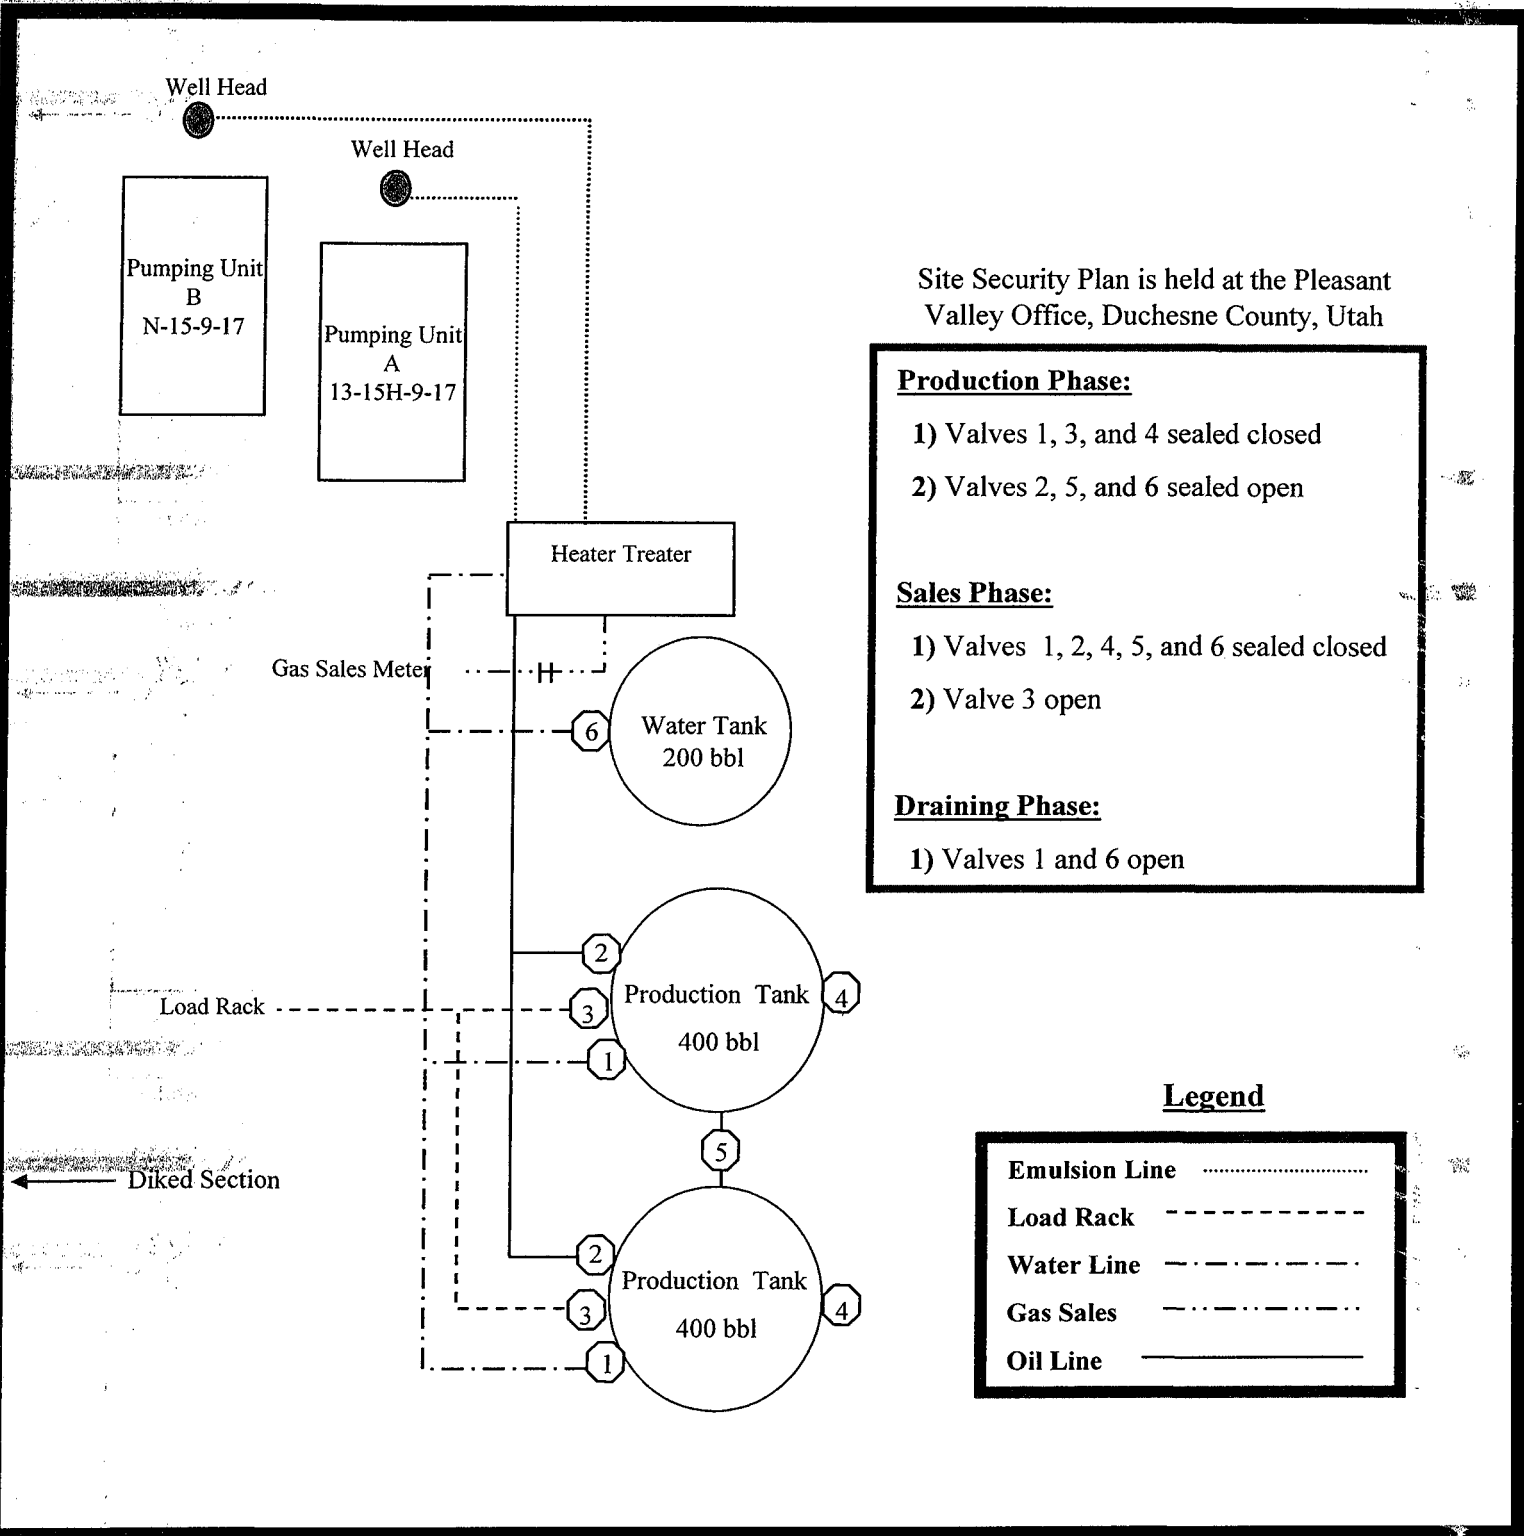 Well Head
Well Head
Pumping Unit
B
N-15-9-17
Pumping Unit
A
13-15H-9-17
Site Security Plan is held at the Pleasant
Valley Office, Duchesne County, Utah
Production Phase:
1) Valves 1, 3, and 4 sealed closed
2) Valves 2, 5, and 6 sealed open
Sales Phase:
1) Valves 1, 2, 4, 5, and 6 sealed closed
2) Valve 3 open
Draining Phase:
1) Valves 1 and 6 open
Heater Treater
Gas Sales Meter
6
Water Tank
200 bbl
2
Load Rack
3
1
Production Tank
400 bbl
4
5
Diked Section
2
3
1
Production Tank
400 bbl
4
Legend
Emulsion Line
Load Rack
Water Line
Gas Sales
Oil Line